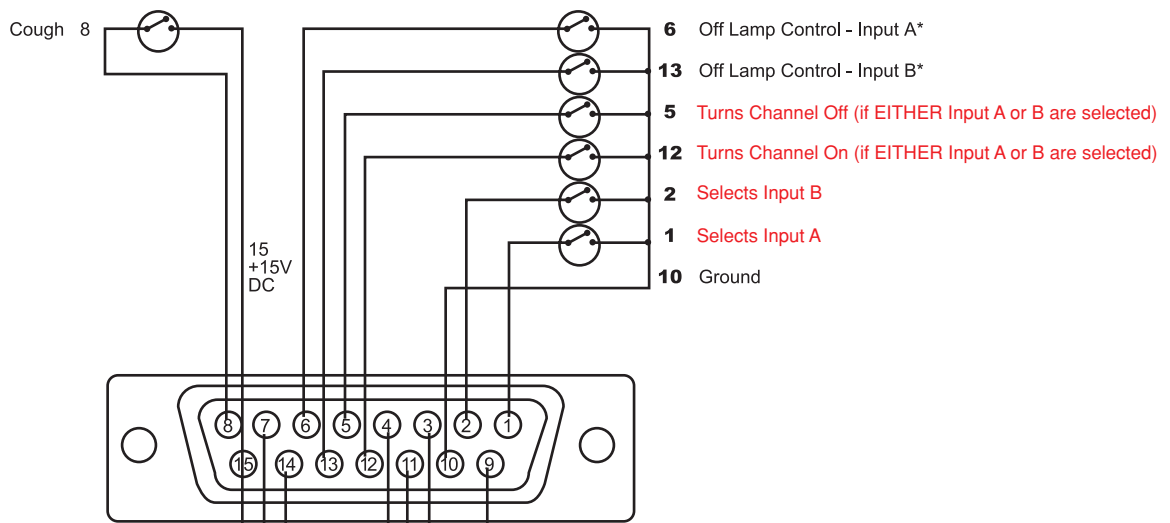 Cough 8
6 Off Lamp Control - Input A*
13 Off Lamp Control - Input B*
5 Turns Channel Off (if EITHER Input A or B are selected)
12 Turns Channel On (if EITHER Input A or B are selected)
2 Selects Input B
1 Selects Input A
10 Ground
15
+15V
DC
8 7 6 5 4 3 2 1
15 14 13 12 11 10 9